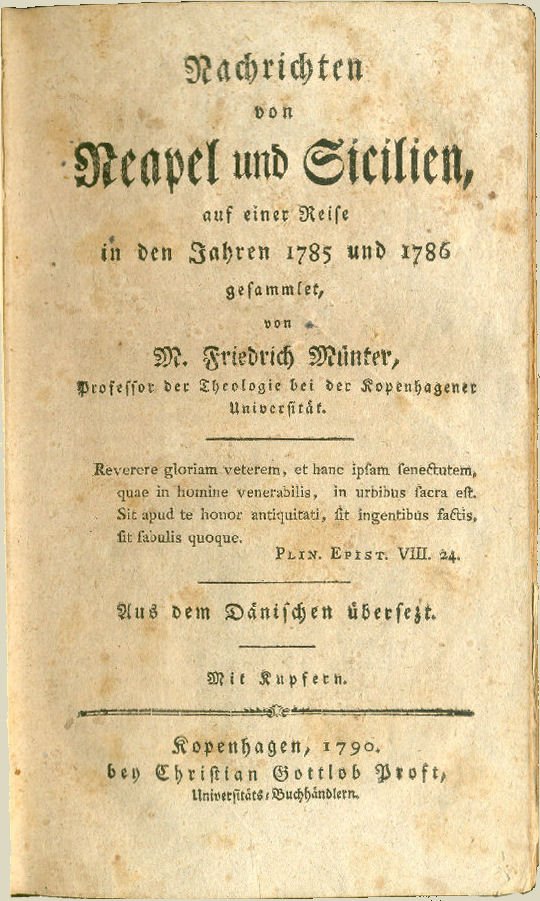 Nachrichten
von
Neapel und Sicilien,
auf einer Reise
in den Jahren 1785 und 1786
gesammlet,
von
M. Friedrich Münter,
Professor der Theologie bei der Kopenhagener
Universität.
Reverere gloriam veterem, et hanc ipſam ſenectutem,
quae in homine venerabilis, in urbibus ſacra eſt.
Sit apud te honor antiquitati, ſit ingentibus factis,
ſit fabulis quoque.
PLIN. EPIST. VIII. 24.
Aus dem Dänischen übersezt.
Mit Kupfern.
Kopenhagen, 1790.
bey Christian Gottlob Proft,
Universitäts-Buchhändlern.